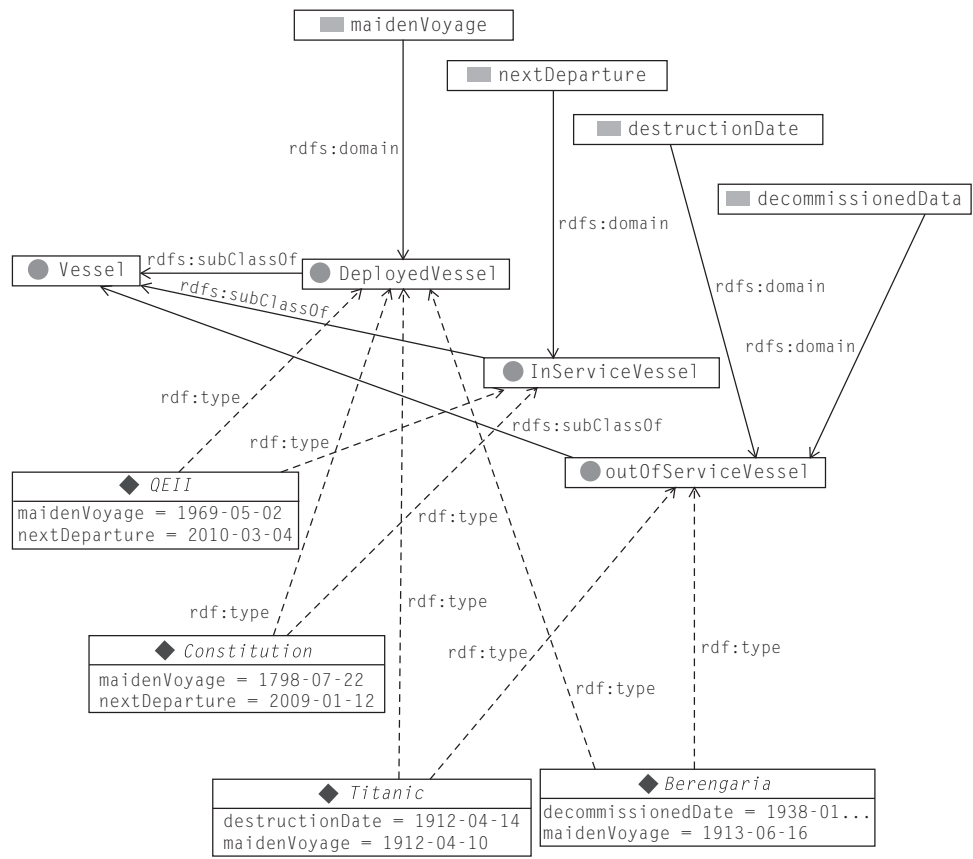 maidenVoyage
nextDeparture
destructionDate
rdfs:domain
decommissionedData
rdfs:domain
Vessel
rdfs:subClassOf
DeployedVessel
rdfs:subClassOf
rdfs:domain
rdfs:domain
InServiceVessel
rdf:type
rdfs:subClassOf
rdf:type
outOfServiceVessel
QEII
maidenVoyage = 1969-05-02
nextDeparture = 2010-03-04
rdf:type
rdf:type
rdf:type
Constitution
maidenVoyage = 1798-07-22
nextDeparture = 2009-01-12
rdf:type
rdf:type
rdf:type
Titanic
destructionDate = 1912-04-14
maidenVoyage = 1912-04-10
Berengaria
decommissionedDate = 1938-01...
maidenVoyage = 1913-06-16